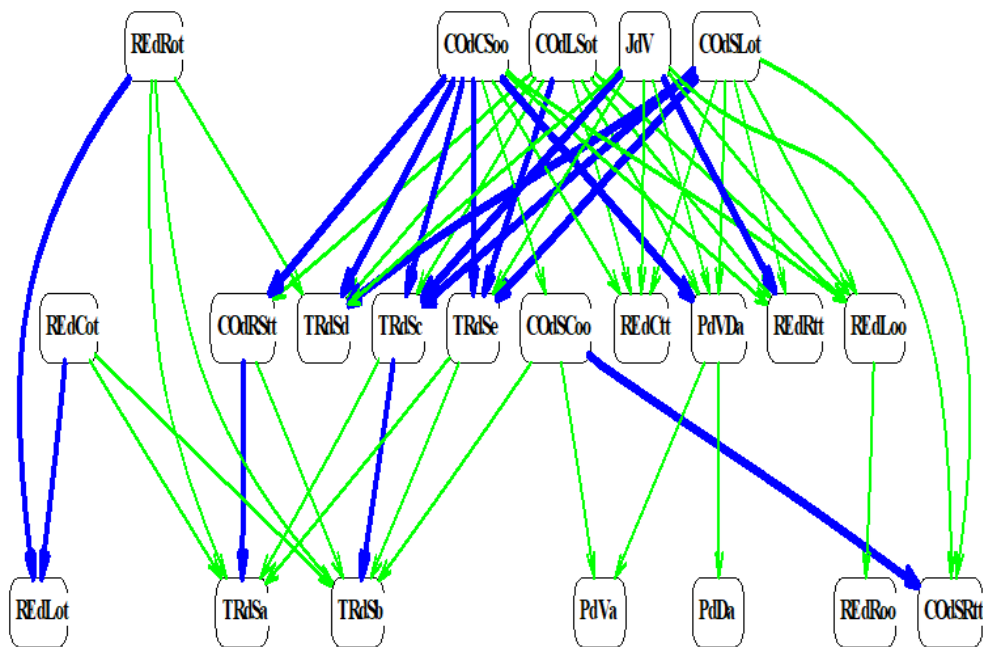 REdRot COdCSoo COdLSot JdV COdSLot
REdCot COdRStt TRdSd TRdSc TRdSe COdSCoo REdCtt PdVDa REdRtt REdLoo
REdLot TRdSa TRdSb PdVa PdDa REdRoo COdSRtt